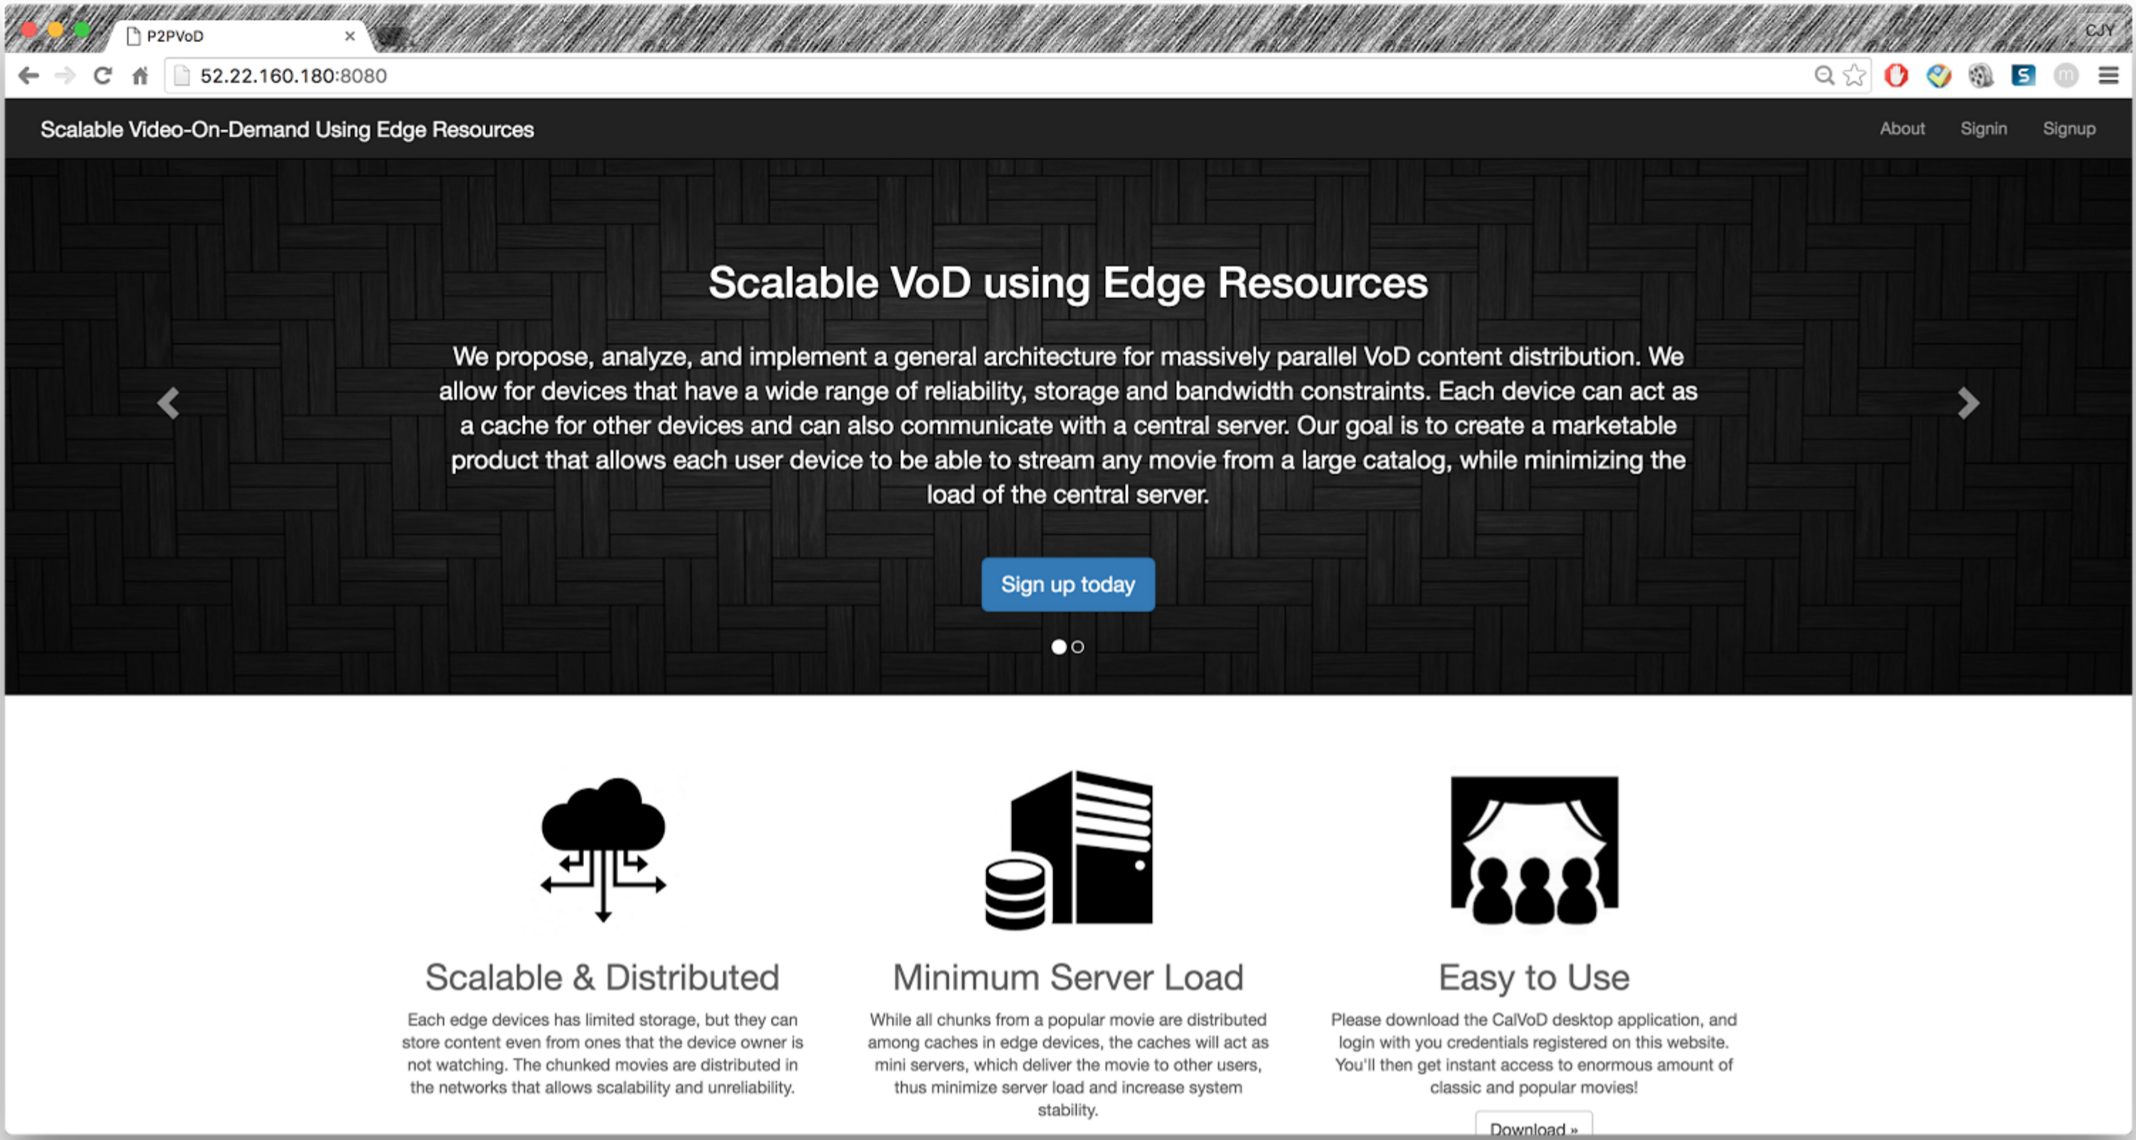 P2PVoD
CJY
52.22.160.180:8080
Scalable Video-On-Demand Using Edge Resources
About Signin Signup
Scalable VoD using Edge Resources
We propose, analyze, and implement a general architecture for massively parallel VoD content distribution. We
allow for devices that have a wide range of reliability, storage and bandwidth constraints. Each device can act as
a cache for other devices and can also communicate with a central server. Our goal is to create a marketable
product that allows each user device to be able to stream any movie from a large catalog, while minimizing the
load of the central server.
Sign up today
Scalable & Distributed
Each edge devices has limited storage, but they can
store content even from ones that the device owner is
not watching. The chunked movies are distributed in
the networks that allows scalability and unreliability.
Minimum Server Load
While all chunks from a popular movie are distributed
among caches in edge devices, the caches will act as
mini servers, which deliver the movie to other users,
thus minimize server load and increase system
stability.
Easy to Use
Please download the CalVoD desktop application, and
login with you credentials registered on this website.
You'll then get instant access to enormous amount of
classic and popular movies!
Download »